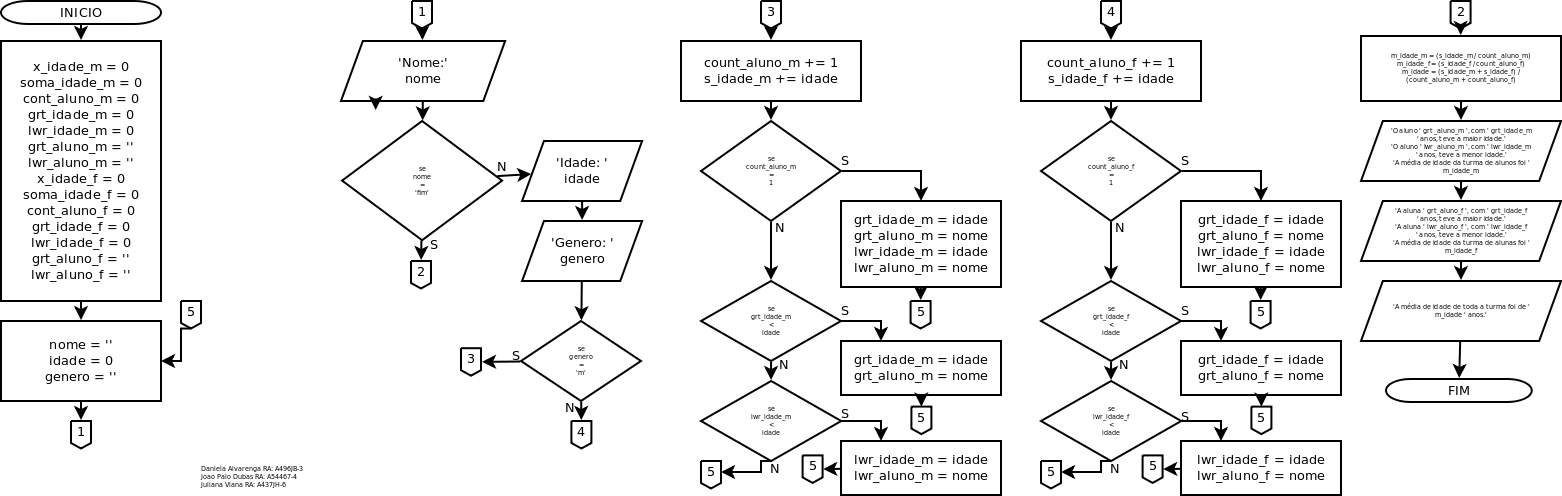 INICIO
x_idade_m = 0
soma_idade_m = 0
cont_aluno_m = 0
grt_idade_m = 0
lwr_idade_m = 0
grt_aluno_m = ''
lwr_aluno_m = ''
x_idade_f = 0
soma_idade_f = 0
cont_aluno_f = 0
grt_idade_f = 0
lwr_idade_f = 0
grt_aluno_f = ''
lwr_aluno_f = ''
5
nome = ''
idade = 0
genero = ''
1
Daniela Alvarenga RA: A496JB-3
Joao Palo Dubas RA: A54467-4
Juliana Viana RA: A437JH-6
1
'Nome:'
nome
se
nome
=
'fim'
N
S
2
'Idade: '
idade
'Genero: '
genero
se
genero
=
'm'
S
3
N
4
3
count_aluno_m += 1
s_idade_m += idade
se
count_aluno_m
=
1
S
N
grt_idade_m = idade
grt_aluno_m = nome
lwr_idade_m = idade
lwr_aluno_m = nome
5
se
grt_idade_m
<
idade
S
N
grt_idade_m = idade
grt_aluno_m = nome
5
se
lwr_idade_m
<
idade
S
N
5
5
lwr_idade_m = idade
lwr_aluno_m = nome
4
count_aluno_f += 1
s_idade_f += idade
se
count_aluno_f
=
1
S
N
grt_idade_f = idade
grt_aluno_f = nome
lwr_idade_f = idade
lwr_aluno_f = nome
5
se
grt_idade_f
<
idade
S
N
grt_idade_f = idade
grt_aluno_f = nome
5
se
lwr_idade_f
<
idade
S
N
5
5
lwr_idade_f = idade
lwr_aluno_f = nome
2
m_idade_m = (s_idade_m / count_aluno_m)
m_idade_f = (s_idade_f / count_aluno_f)
m_idade = (s_idade_m + s_idade_f) /
(count_aluno_m + count_aluno_f)
'O aluno ' grt_aluno_m ', com ' grt_idade_m
' anos, teve a maior idade.'
'O aluno ' lwr_aluno_m ', com ' lwr_idade_m
' anos, teve a menor idade.'
'A média de idade da turma de alunos foi '
m_idade_m
'A aluna ' grt_aluno_f ', com ' grt_idade_f
' anos, teve a maior idade.'
'A aluna ' lwr_aluno_f ', com ' lwr_idade_f
' anos, teve a menor idade.'
'A média de idade da turma de alunas foi '
m_idade_f
'A média de idade de toda a turma foi de '
m_idade ' anos.'
FIM